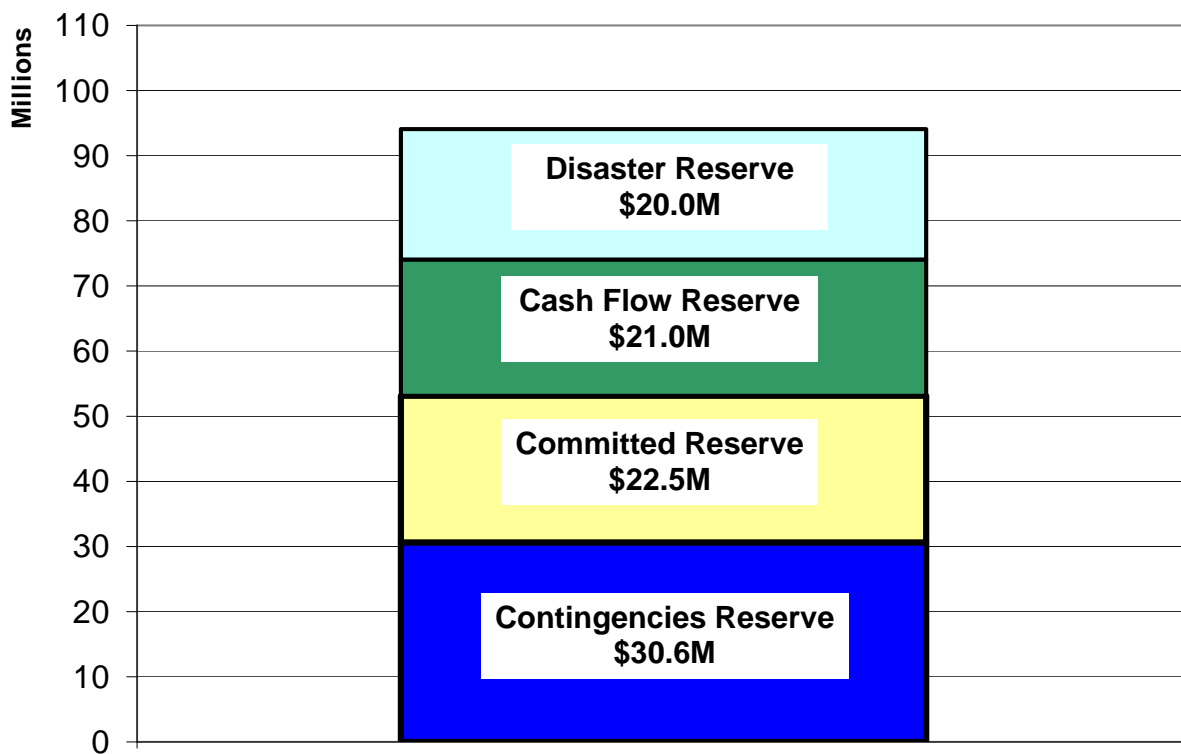 Millions
110
100
90
80
70
60
50
40
30
20
10
0
Disaster Reserve
$20.0M
Cash Flow Reserve
$21.0M
Committed Reserve
$22.5M
Contingencies Reserve
$30.6M